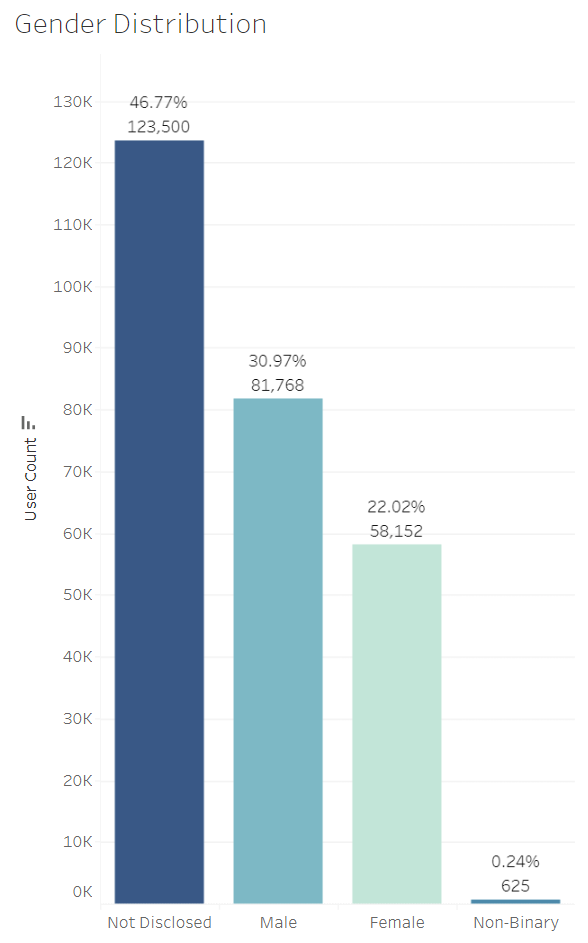 Gender Distribution
130K
120K
110K
100K
90K
80K
70K
60K
50K
40K
30K
20K
10K
0K
User Count
46.77%
123,500
30.97%
81,768
22.02%
58,152
0.24%
625
Not Disclosed
Male
Female
Non-Binary